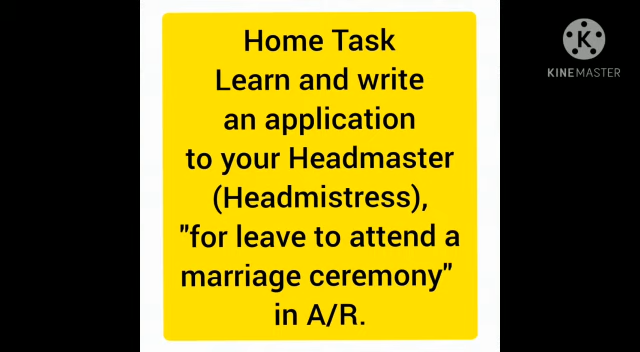 Home Task
Learn and write
an application
to your Headmaster
(Headmistress),
"for leave to attend a
marriage ceremony"
in A/R.
K
KINEMASTER